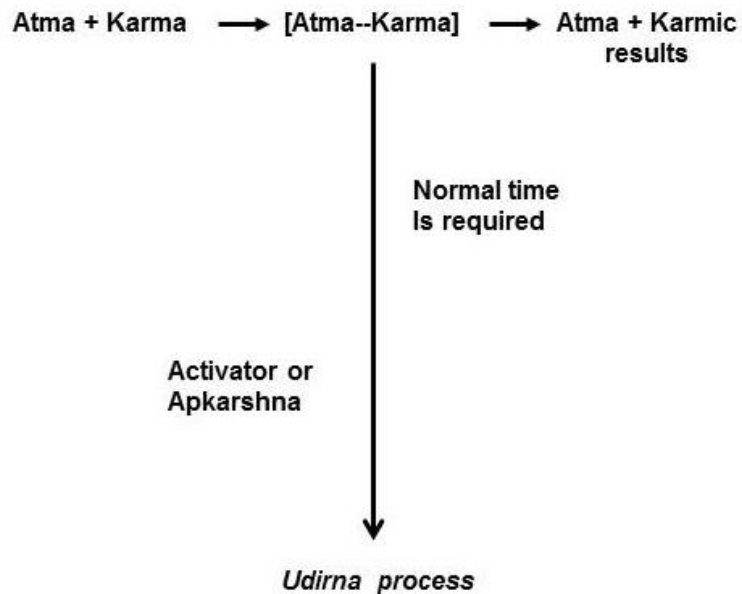 Atma + Karma → [Atma--Karma] → Atma + Karmic
results
Normal time
Is required
Activator or
Apkarshna
Udirna process